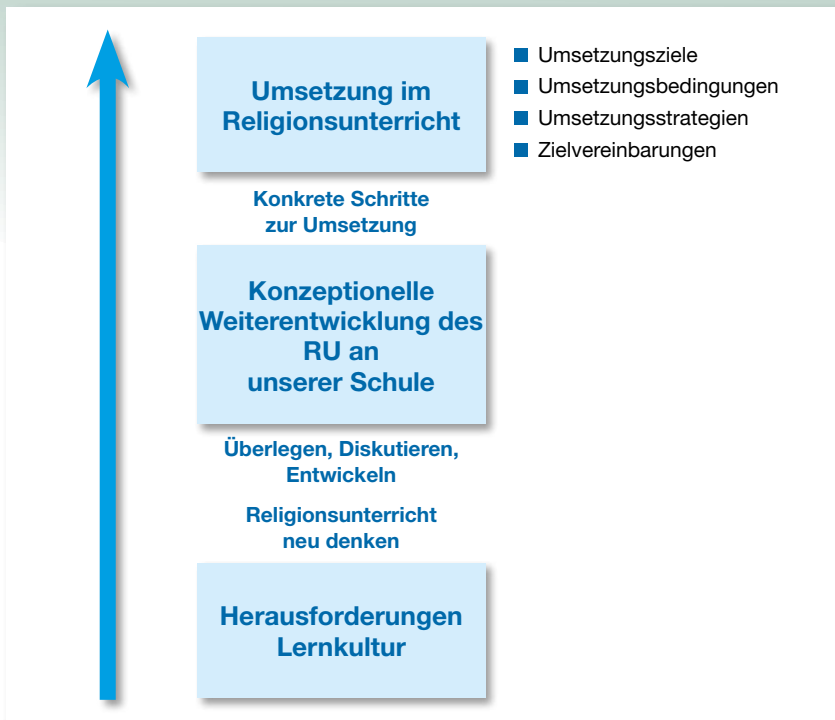 Umsetzung im
Religionsunterricht
Umsetzungsziele
Umsetzungsbedingungen
Umsetzungsstrategien
Zielvereinbarungen
Konkrete Schritte
zur Umsetzung
Konzeptionelle
Weiterentwicklung des
RU an
unserer Schule
Überlegen, Diskutieren,
Entwickeln
Religionsunterricht
neu denken
Herausforderungen
Lernkultur